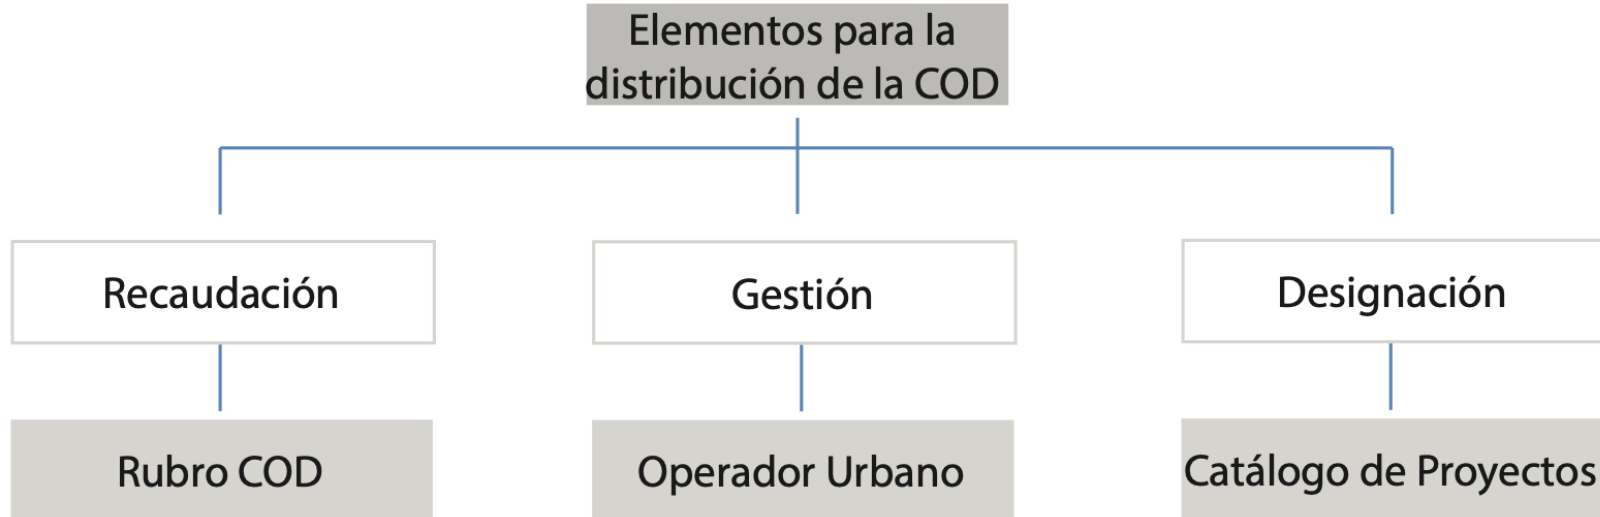 Elementos para la
distribución de la COD
Recaudación
Gestión
Designación
Rubro COD
Operador Urbano
Catálogo de Proyectos